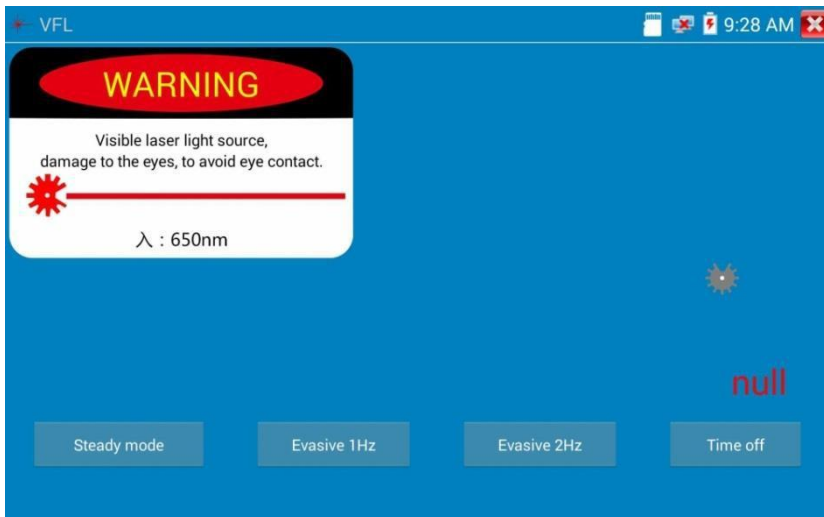 VFL
9:28 AM
WARNING
Visible laser light source,
damage to the eyes, to avoid eye contact.
入 : 650nm
null
Steady mode
Evasive 1Hz
Evasive 2Hz
Time off